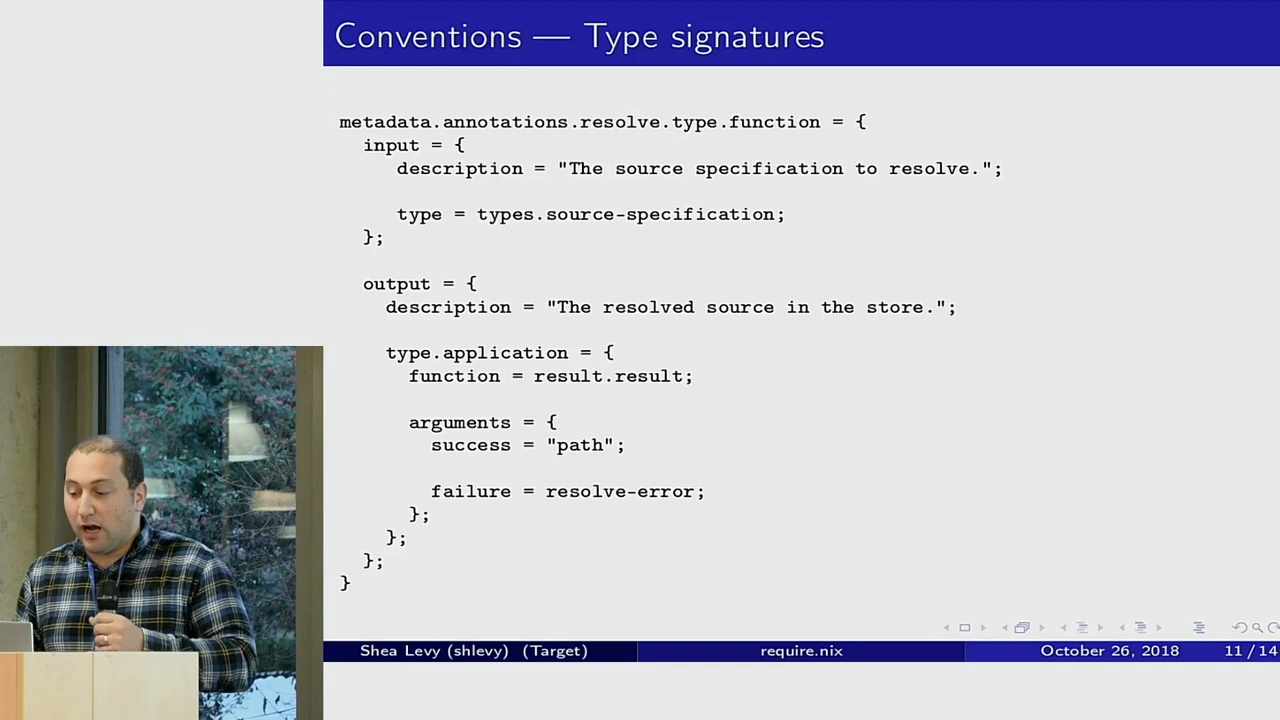 Conventions — Type signatures
metadata.annotations.resolve.type.function = {
input = {
description = "The source specification to resolve.";
type = types.source-specification;
};
output = {
description = "The resolved source in the store.";
type.application = {
function = result.result;
arguments = {
success = "path";
failure = resolve-error;
};
};
};
}
Shea Levy (shlevy) (Target)
require.nix
October 26, 2018
11 / 14